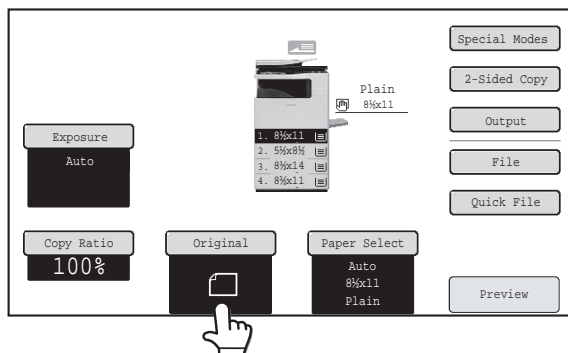 Special Modes
2-Sided Copy
Output
File
Quick File
Preview
Plain
8½x11
1. 8½x11
2. 5½x8½
3. 8½x14
4. 8½x11
Exposure
Auto
Copy Ratio
100%
Original
Paper Select
Auto
8½x11
Plain